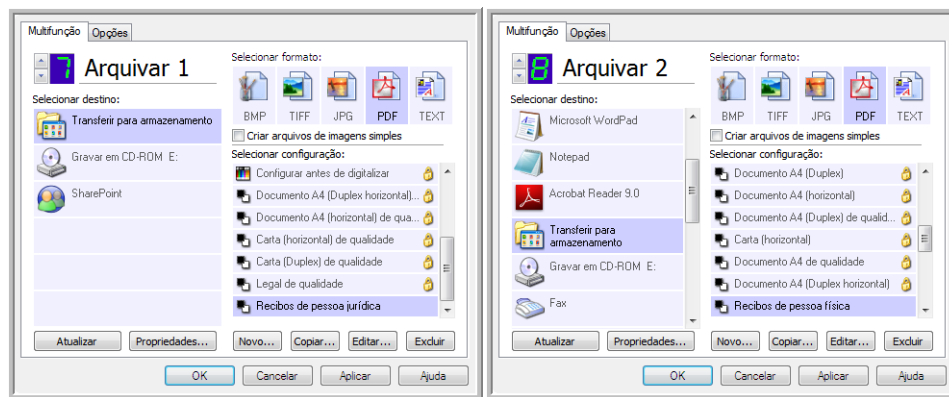 Multifunção Opções
7 Arquivar 1
Selecionar formato:
BMP TIFF JPG PDF TEXT
Criar arquivos de imagens simples
Selecionar destino:
Transferir para armazenamento
Gravar em CD-ROM E:
SharePoint
Selecionar configuração:
Configurar antes de digitalizar
Documento A4 (Duplex horizontal)...
Documento A4 (horizontal) de qua...
Carta (horizontal) de qualidade
Carta (Duplex) de qualidade
Legal de qualidade
Recibos de pessoa jurídica
Atualizar Propriedades... Novo... Copiar... Editar... Excluir
OK Cancelar Aplicar Ajuda
Multifunção Opções
8 Arquivar 2
Selecionar formato:
BMP TIFF JPG PDF TEXT
Criar arquivos de imagens simples
Selecionar destino:
Microsoft WordPad
Notepad
Acrobat Reader 9.0
Transferir para
armazenamento
Gravar em CD-ROM E:
Fax
Selecionar configuração:
Documento A4 (Duplex)
Documento A4 (horizontal)
Documento A4 (Duplex) de qualid...
Carta (horizontal)
Documento A4 de qualidade
Documento A4 (Duplex horizontal)
Recibos de pessoa física
Atualizar Propriedades... Novo... Copiar... Editar... Excluir
OK Cancelar Aplicar Ajuda